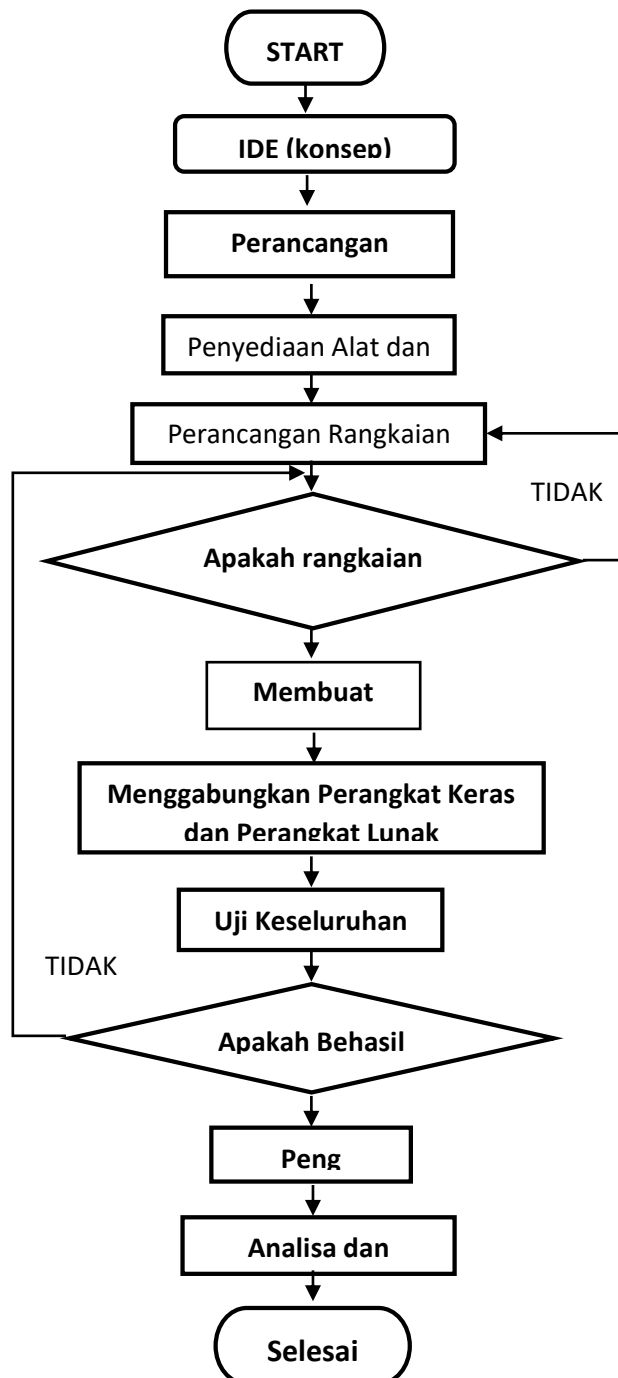 START
IDE (konsep)
Perancangan
Penyediaan Alat dan
Perancangan Rangkaian
TIDAK
Apakah rangkaian
Membuat
Menggabungkan Perangkat Keras
dan Perangkat Lunak
Uji Keseluruhan
TIDAK
Apakah Behasil
Peng
Analisa dan
Selesai